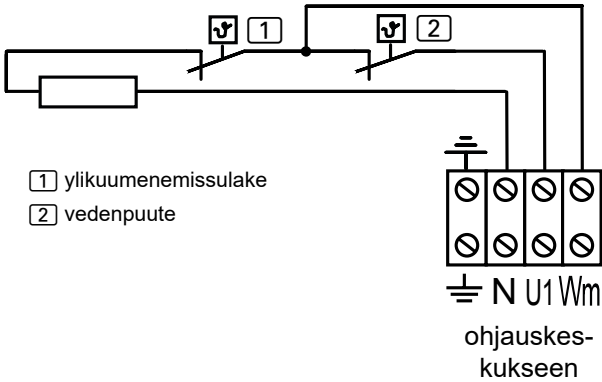 ϑ 1 ϑ 2
1 ylikuumenemissulake
2 vedenpuute
N U1 Wm
ohjauskes-
kukseen